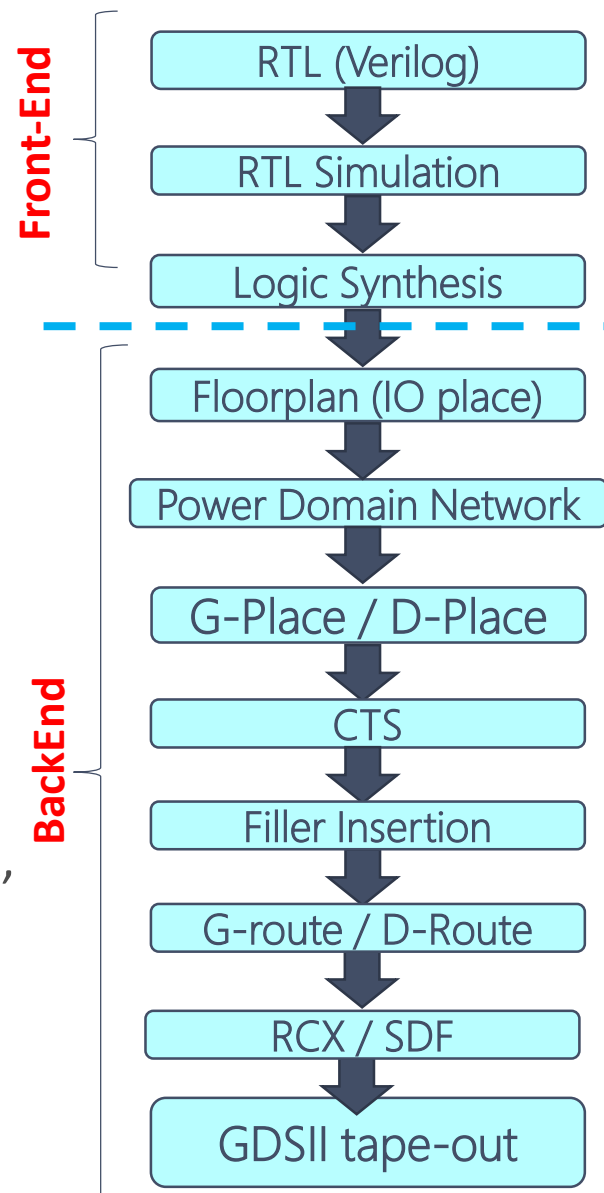 Front-End
RTL (Verilog)
RTL Simulation
Logic Synthesis
BackEnd
Floorplan (IO place)
Power Domain Network
G-Place / D-Place
CTS
Filler Insertion
,
G-route / D-Route
RCX / SDF
GDSII tape-out